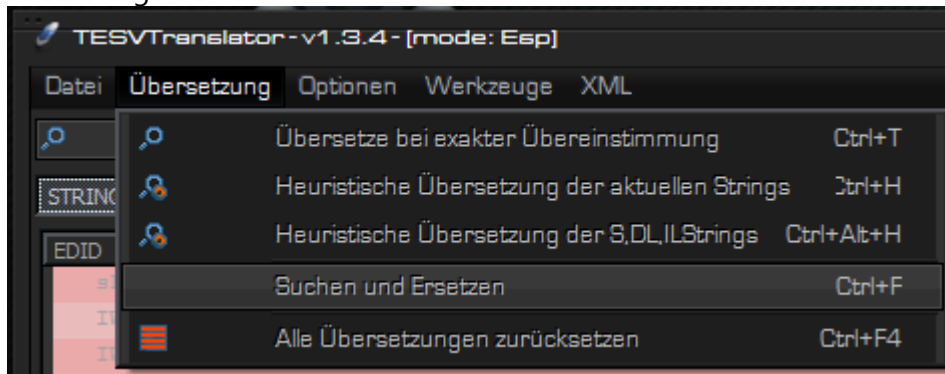 TESVTranslator - v1.3.4 - [mode: Esp]
Datei Übersetzung Optionen Werkzeuge XML
Übersetze bei exakter Übereinstimmung Ctrl+T
STRING
Heuristische Übersetzung der aktuellen Strings Ctrl+H
Heuristische Übersetzung der S,DL,ILStrings Ctrl+Alt+H
EDID
Suchen und Ersetzen Ctrl+F
Alle Übersetzungen zurücksetzen Ctrl+F4